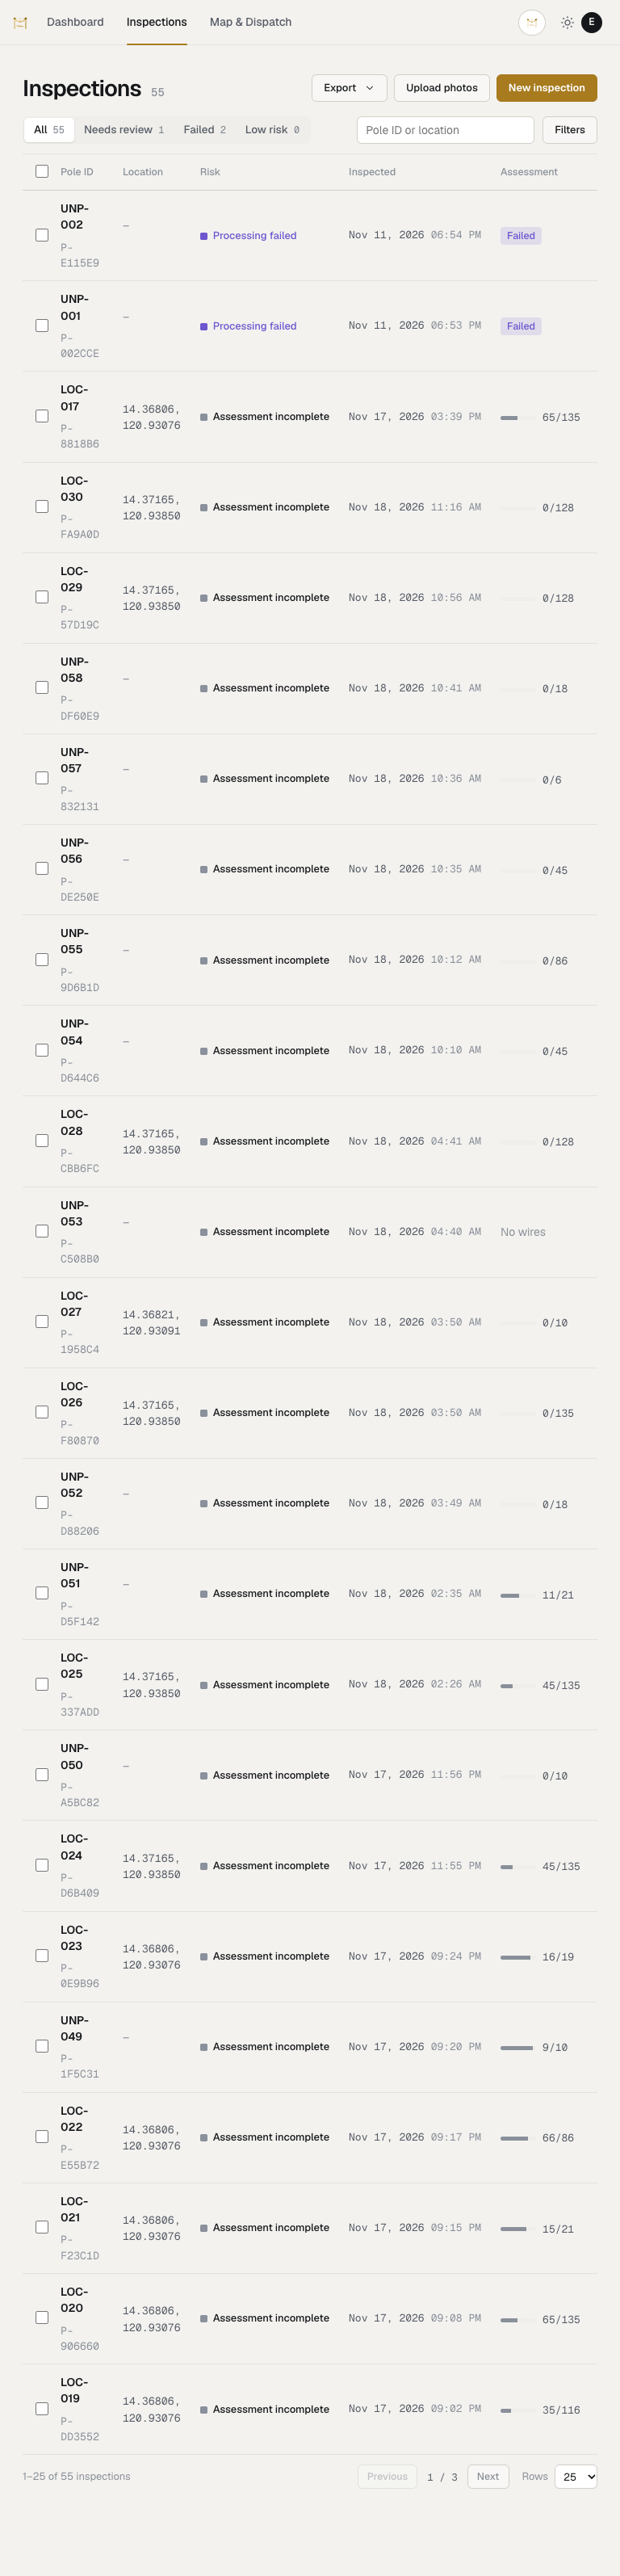 Dashboard Inspections Map & Dispatch E
Inspections 55 Export Upload photos New inspection
All 55 Needs review 1 Failed 2 Low risk 0 Pole ID or location Filters
Pole ID Location Risk Inspected Assessment
UNP-
002
P-
E115E9
– Processing failed Nov 11, 2026 06:54 PM Failed
UNP-
001
P-
002CCE
– Processing failed Nov 11, 2026 06:53 PM Failed
LOC-
017
P-
8818B6
14.36806,
120.93076
Assessment incomplete Nov 17, 2026 03:39 PM 65/135
LOC-
030
P-
FA9A0D
14.37165,
120.93850
Assessment incomplete Nov 18, 2026 11:16 AM 0/128
LOC-
029
P-
57D19C
14.37165,
120.93850
Assessment incomplete Nov 18, 2026 10:56 AM 0/128
UNP-
058
P-
DF60E9
– Assessment incomplete Nov 18, 2026 10:41 AM 0/18
UNP-
057
P-
832131
– Assessment incomplete Nov 18, 2026 10:36 AM 0/6
UNP-
056
P-
DE250E
– Assessment incomplete Nov 18, 2026 10:35 AM 0/45
UNP-
055
P-
9D6B1D
– Assessment incomplete Nov 18, 2026 10:12 AM 0/86
UNP-
054
P-
D644C6
– Assessment incomplete Nov 18, 2026 10:10 AM 0/45
LOC-
028
P-
CBB6FC
14.37165,
120.93850
Assessment incomplete Nov 18, 2026 04:41 AM 0/128
UNP-
053
P-
C508B0
– Assessment incomplete Nov 18, 2026 04:40 AM No wires
LOC-
027
P-
1958C4
14.36821,
120.93091
Assessment incomplete Nov 18, 2026 03:50 AM 0/10
LOC-
026
P-
F80870
14.37165,
120.93850
Assessment incomplete Nov 18, 2026 03:50 AM 0/135
UNP-
052
P-
D88206
– Assessment incomplete Nov 18, 2026 03:49 AM 0/18
UNP-
051
P-
D5F142
– Assessment incomplete Nov 18, 2026 02:35 AM 11/21
LOC-
025
P-
337ADD
14.37165,
120.93850
Assessment incomplete Nov 18, 2026 02:26 AM 45/135
UNP-
050
P-
A5BC82
– Assessment incomplete Nov 17, 2026 11:56 PM 0/10
LOC-
024
P-
D6B409
14.37165,
120.93850
Assessment incomplete Nov 17, 2026 11:55 PM 45/135
LOC-
023
P-
0E9B96
14.36806,
120.93076
Assessment incomplete Nov 17, 2026 09:24 PM 16/19
UNP-
049
P-
1F5C31
– Assessment incomplete Nov 17, 2026 09:20 PM 9/10
LOC-
022
P-
E55B72
14.36806,
120.93076
Assessment incomplete Nov 17, 2026 09:17 PM 66/86
LOC-
021
P-
F23C1D
14.36806,
120.93076
Assessment incomplete Nov 17, 2026 09:15 PM 15/21
LOC-
020
P-
906660
14.36806,
120.93076
Assessment incomplete Nov 17, 2026 09:08 PM 65/135
LOC-
019
P-
DD3552
14.36806,
120.93076
Assessment incomplete Nov 17, 2026 09:02 PM 35/116
1–25 of 55 inspections Previous 1 / 3 Next Rows 25